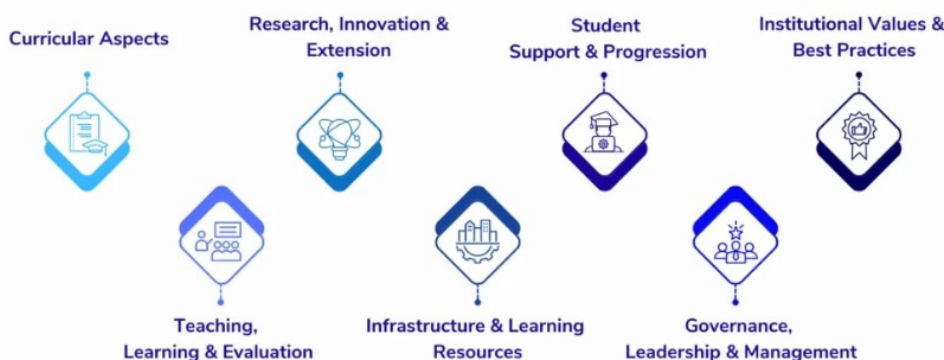 Curricular Aspects
Research, Innovation &
Extension
Student
Support & Progression
Institutional Values &
Best Practices
Teaching,
Learning & Evaluation
Infrastructure & Learning
Resources
Governance,
Leadership & Management